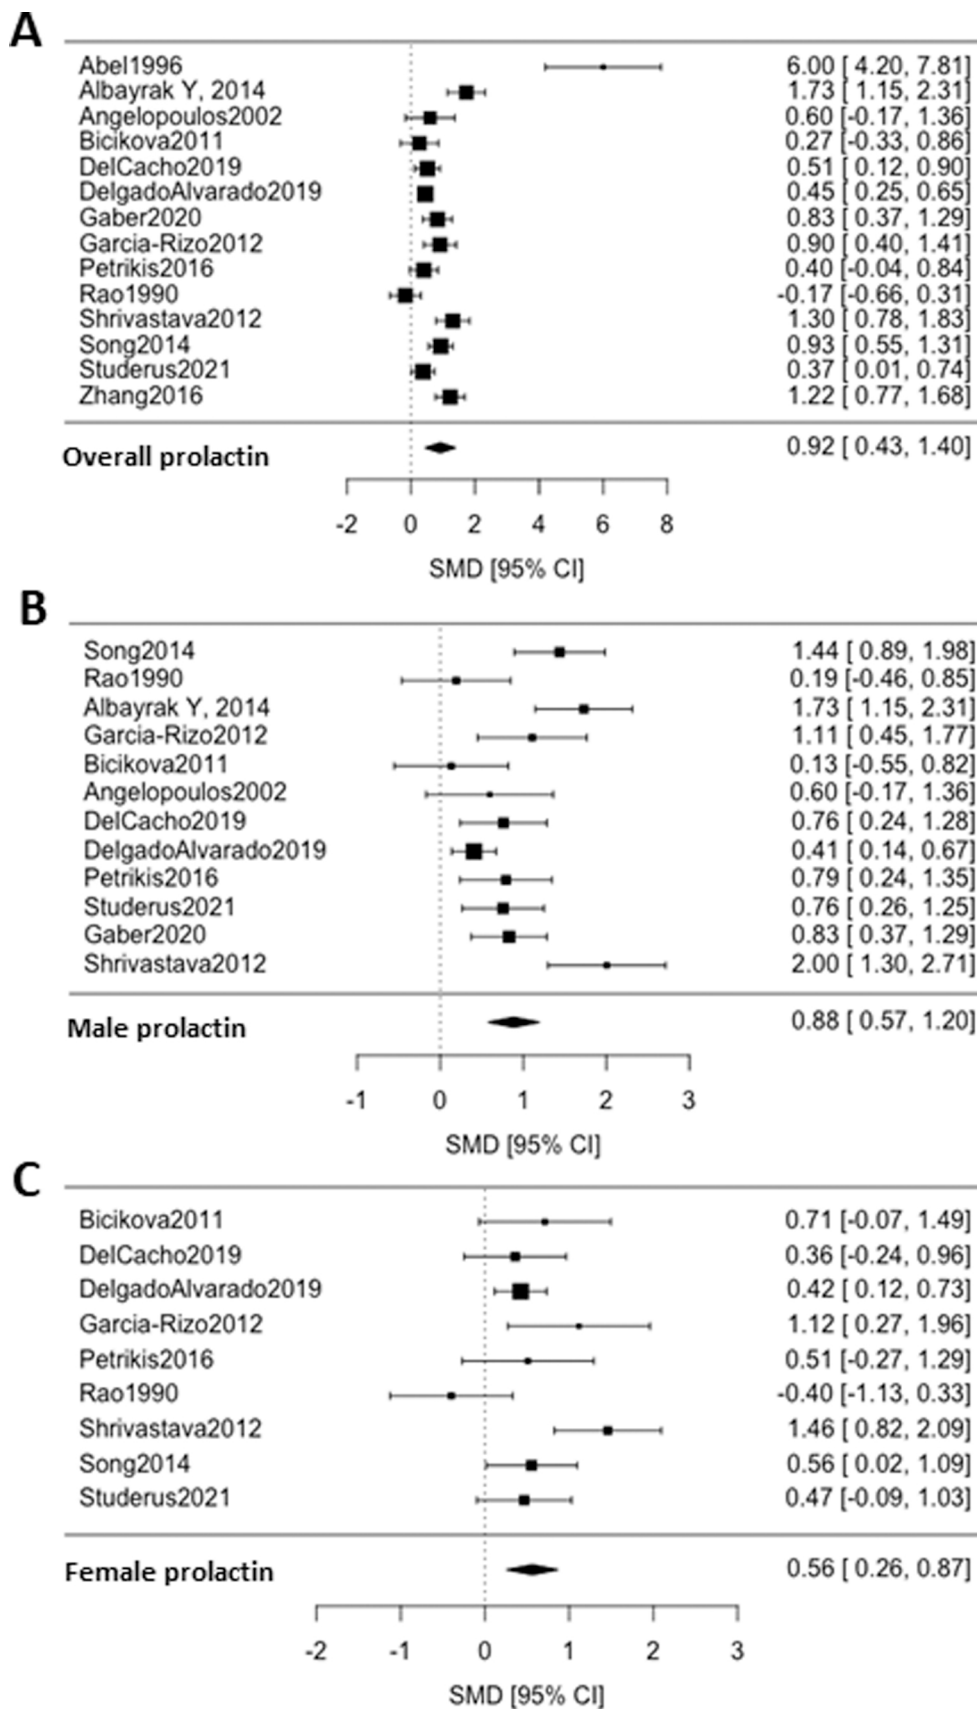 A
Abel1996 6.00 [ 4.20, 7.81]
Albayrak Y, 2014 1.73 [ 1.15, 2.31]
Angelopoulos2002 0.60 [-0.17, 1.36]
Bicikova2011 0.27 [-0.33, 0.86]
DelCacho2019 0.51 [ 0.12, 0.90]
DelgadoAlvarado2019 0.45 [ 0.25, 0.65]
Gaber2020 0.83 [ 0.37, 1.29]
Garcia-Rizo2012 0.90 [ 0.40, 1.41]
Petrikis2016 0.40 [-0.04, 0.84]
Rao1990 -0.17 [-0.66, 0.31]
Shrivastava2012 1.30 [ 0.78, 1.83]
Song2014 0.93 [ 0.55, 1.31]
Studerus2021 0.37 [ 0.01, 0.74]
Zhang2016 1.22 [ 0.77, 1.68]
Overall prolactin 0.92 [ 0.43, 1.40]
-2 0 2 4 6 8
SMD [95% CI]
B
Song2014 1.44 [ 0.89, 1.98]
Rao1990 0.19 [-0.46, 0.85]
Albayrak Y, 2014 1.73 [ 1.15, 2.31]
Garcia-Rizo2012 1.11 [ 0.45, 1.77]
Bicikova2011 0.13 [-0.55, 0.82]
Angelopoulos2002 0.60 [-0.17, 1.36]
DelCacho2019 0.76 [ 0.24, 1.28]
DelgadoAlvarado2019 0.41 [ 0.14, 0.67]
Petrikis2016 0.79 [ 0.24, 1.35]
Studerus2021 0.76 [ 0.26, 1.25]
Gaber2020 0.83 [ 0.37, 1.29]
Shrivastava2012 2.00 [ 1.30, 2.71]
Male prolactin 0.88 [ 0.57, 1.20]
-1 0 1 2 3
SMD [95% CI]
C
Bicikova2011 0.71 [-0.07, 1.49]
DelCacho2019 0.36 [-0.24, 0.96]
DelgadoAlvarado2019 0.42 [ 0.12, 0.73]
Garcia-Rizo2012 1.12 [ 0.27, 1.96]
Petrikis2016 0.51 [-0.27, 1.29]
Rao1990 -0.40 [-1.13, 0.33]
Shrivastava2012 1.46 [ 0.82, 2.09]
Song2014 0.56 [ 0.02, 1.09]
Studerus2021 0.47 [-0.09, 1.03]
Female prolactin 0.56 [ 0.26, 0.87]
-2 -1 0 1 2 3
SMD [95% CI]